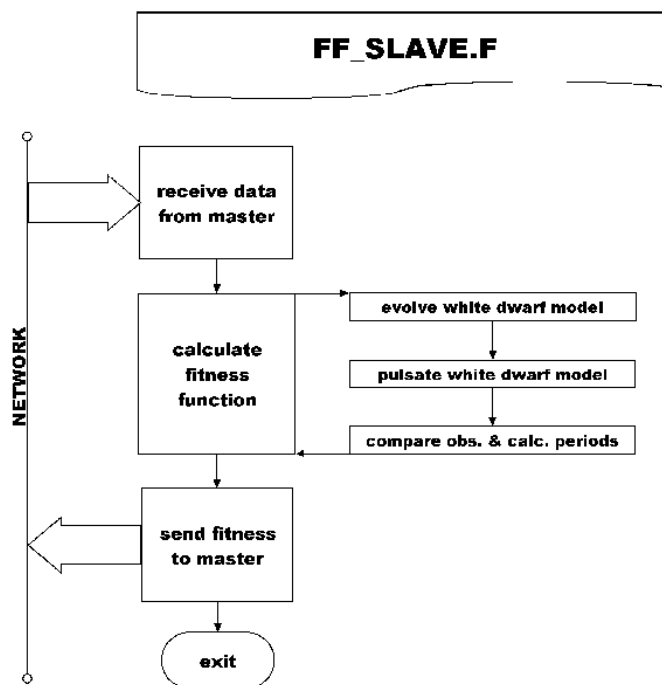 FF_SLAVE.F
NETWORK
receive data
from master
calculate
fitness
function
evolve white dwarf model
pulsate white dwarf model
compare obs. & calc. periods
send fitness
to master
exit